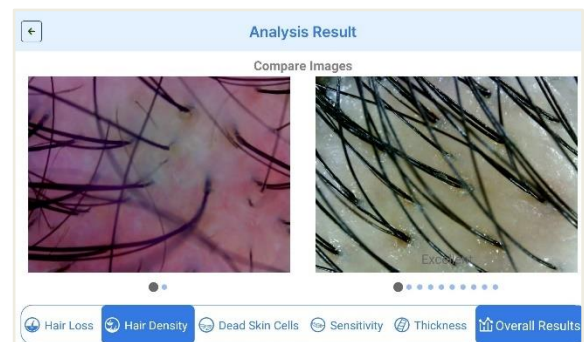 Analysis Result
Compare Images
Excellent
Hair Loss Hair Density Dead Skin Cells Sensitivity Thickness Overall Results